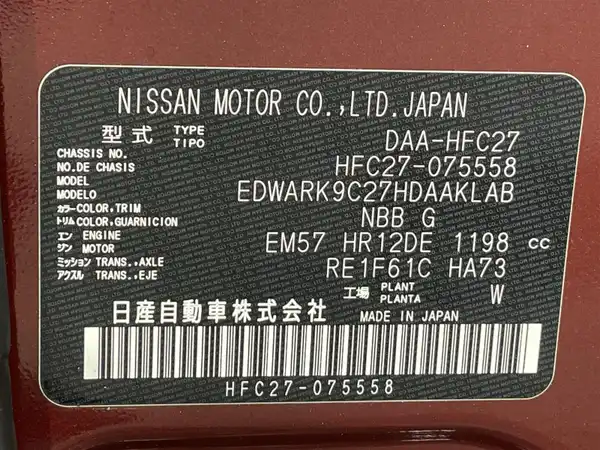 NISSAN MOTOR CO.,LTD.JAPAN
型式 TYPE TIPO DAA-HFC27
CHASSIS NO.
NO.DE CHASIS HFC27-075558
MODEL
MODELO EDWARK9C27HDAAKLAB
カラー COLOR,TRIM
トリム COLOR,GUARNICION NBB G
エン ENGINE
ジン MOTOR EM57 HR12DE 1198 cc
ミッション TRANS.,AXLE
アクスル TRANS.,EJE RE1F61C HA73
工場 PLANT PLANTA W
日産自動車株式会社 MADE IN JAPAN
HFC27-075558